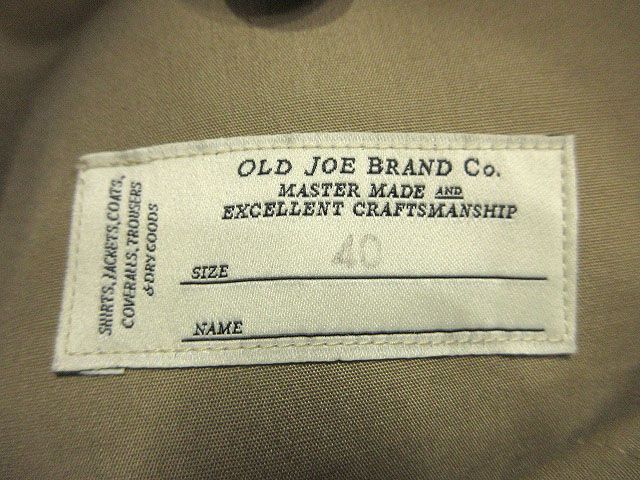 OLD JOE BRAND CO.
MASTER MADE AND
EXCELLENT CRAFTSMANSHIP
SIZE 40
NAME
SHIRTS, JACKETS, COATS,
COVERALLS, TROUSERS
& DRY GOODS